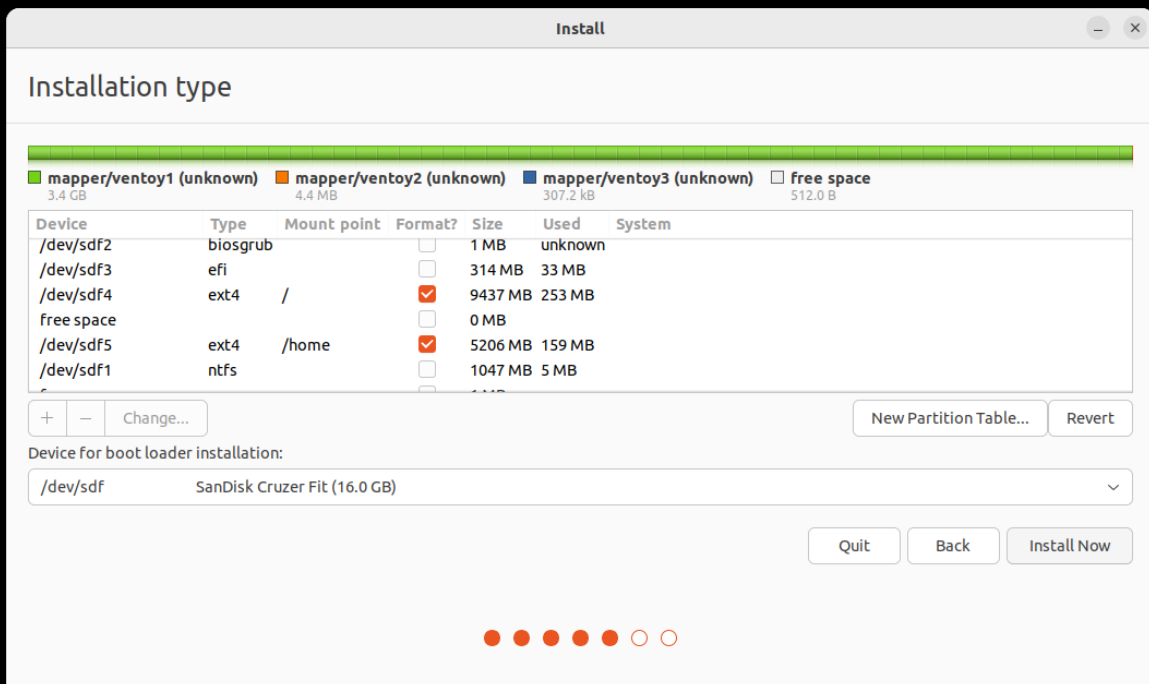 Install
Installation type
mapper/ventoy1 (unknown) mapper/ventoy2 (unknown) mapper/ventoy3 (unknown) free space
3.4 GB 4.4 MB 307.2 kB 512.0 B
Device Type Mount point Format? Size Used System
/dev/sdf2 biosgrub 1 MB unknown
/dev/sdf3 efi 314 MB 33 MB
/dev/sdf4 ext4 / 9437 MB 253 MB
free space 0 MB
/dev/sdf5 ext4 /home 5206 MB 159 MB
/dev/sdf1 ntfs 1047 MB 5 MB
+ − Change... New Partition Table... Revert
Device for boot loader installation:
/dev/sdf SanDisk Cruzer Fit (16.0 GB)
Quit Back Install Now